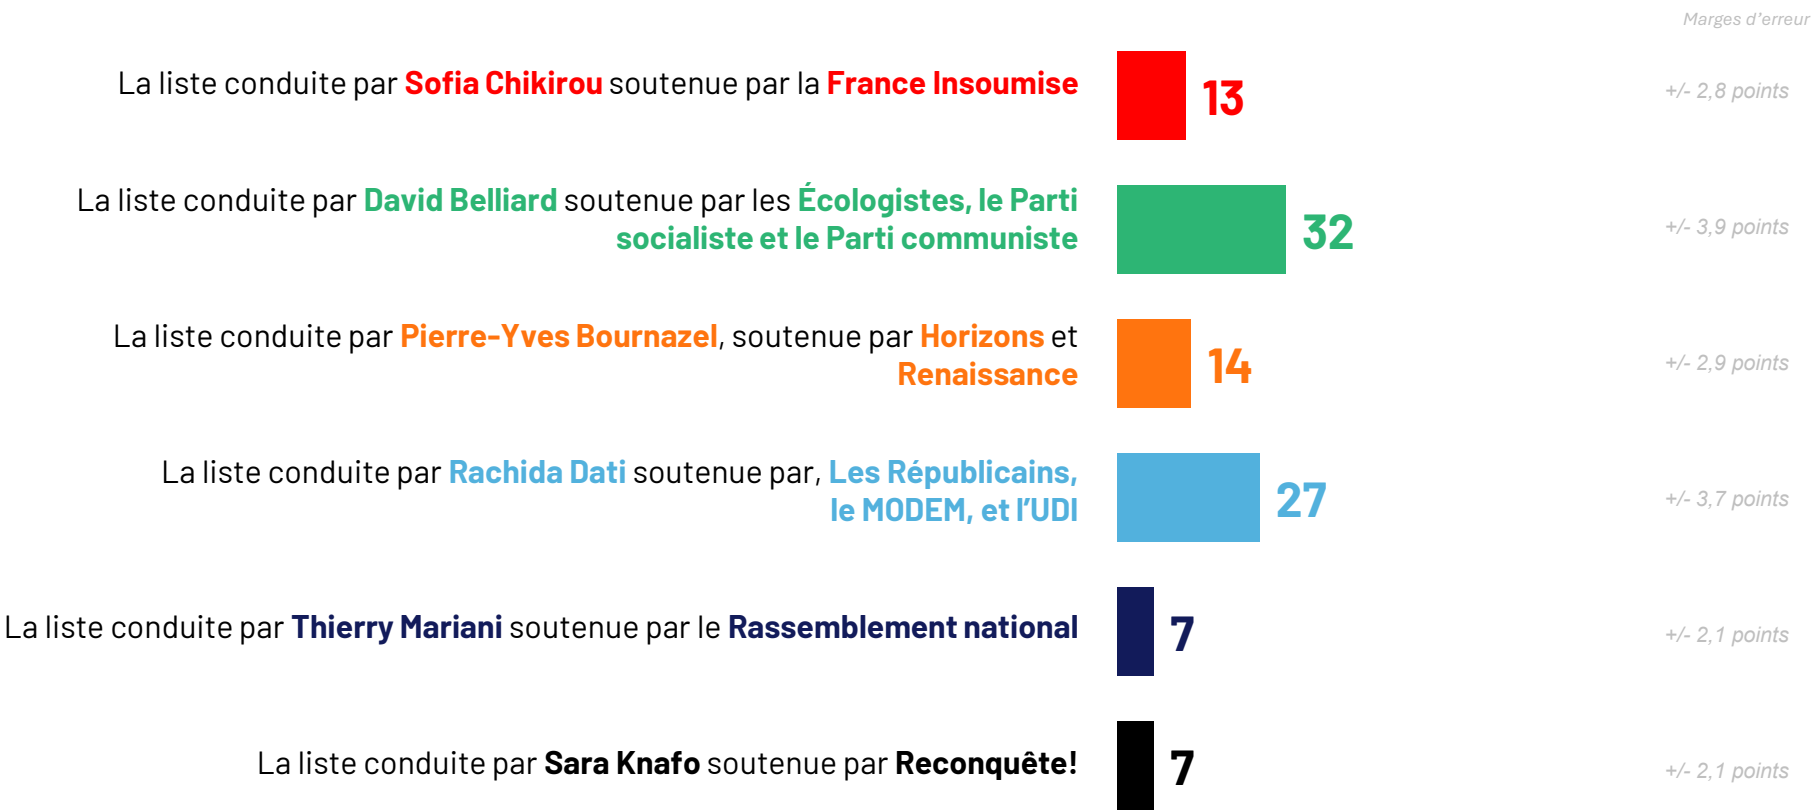 Marges d'erreur
La liste conduite par Sofia Chikirou soutenue par la France Insoumise
13
+/- 2,8 points
La liste conduite par David Belliard soutenue par les Écologistes, le Parti
socialiste et le Parti communiste
32
+/- 3,9 points
La liste conduite par Pierre-Yves Bournazel, soutenue par Horizons et
Renaissance
14
+/- 2,9 points
La liste conduite par Rachida Dati soutenue par, Les Républicains,
le MODEM, et l'UDI
27
+/- 3,7 points
La liste conduite par Thierry Mariani soutenue par le Rassemblement national
7
+/- 2,1 points
La liste conduite par Sara Knafo soutenue par Reconquête!
7
+/- 2,1 points